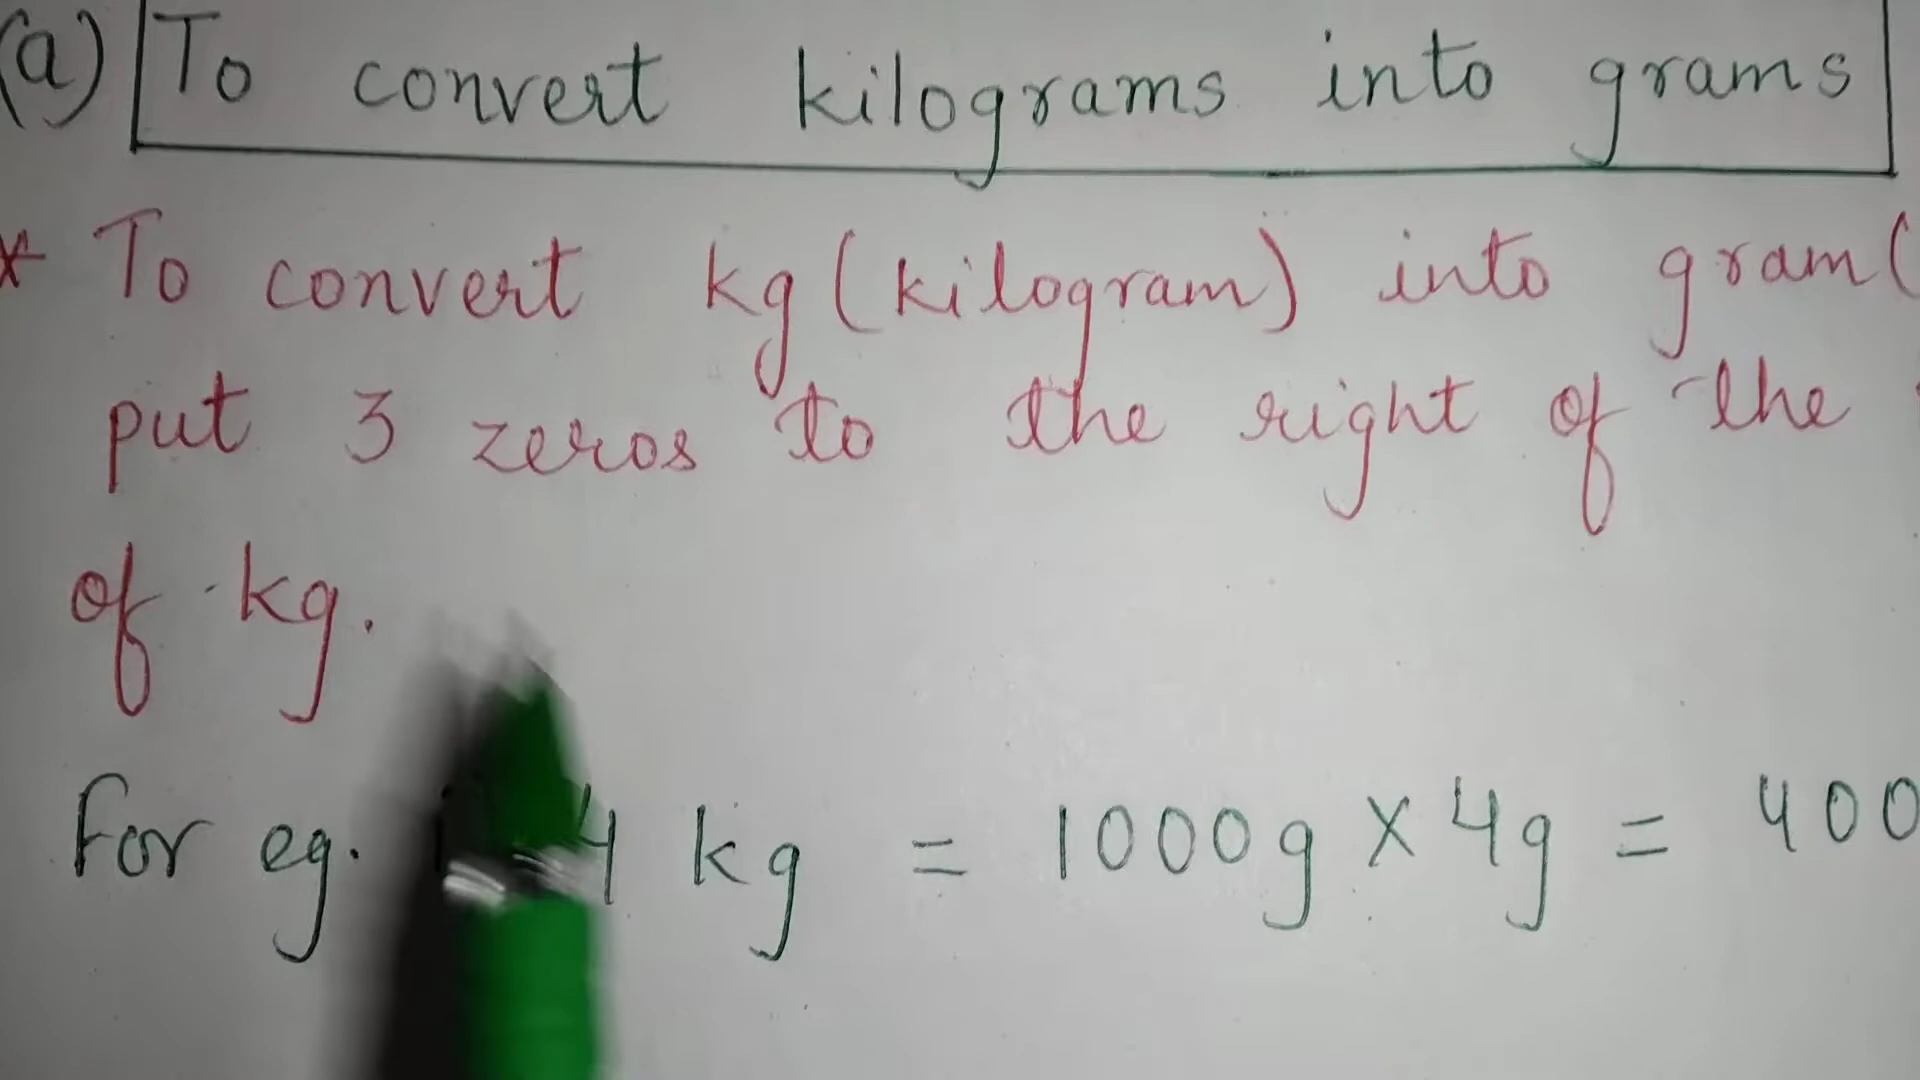 (a) To convert kilograms into grams
* To convert kg (kilogram) into gram(
put 3 zeros to the right of the
of kg.
For eg. 4 kg = 1000g × 4g = 400